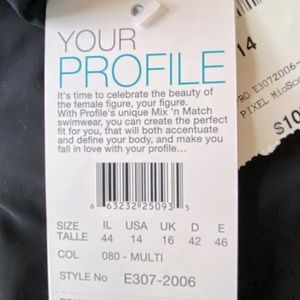 YOUR
PROFILE
It's time to celebrate the beauty of
the female figure, your figure.
With Profile's unique Mix 'n Match
swimwear, you can create the perfect
fit for you, that will both accentuate
and define your body, and make you
fall in love with your profile...
6 63232 25093 5
SIZE IL USA UK D E
TALLE 44 14 16 42 46
COL 080 - MULTI
STYLE No E307-2006
14
E3072006-
PIXEL MioSc
$10